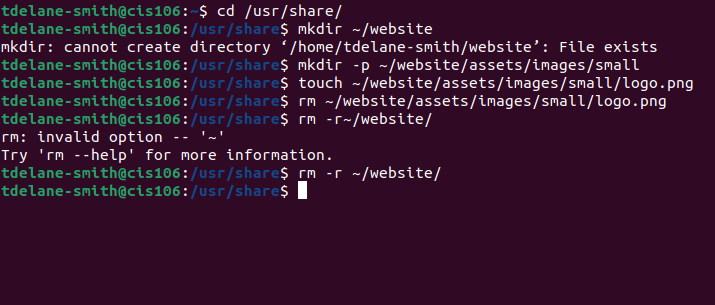 tdelane-smith@cis106:~$ cd /usr/share/
tdelane-smith@cis106:/usr/share$ mkdir ~/website
mkdir: cannot create directory ‘/home/tdelane-smith/website’: File exists
tdelane-smith@cis106:/usr/share$ mkdir -p ~/website/assets/images/small
tdelane-smith@cis106:/usr/share$ touch ~/website/assets/images/small/logo.png
tdelane-smith@cis106:/usr/share$ rm ~/website/assets/images/small/logo.png
tdelane-smith@cis106:/usr/share$ rm -r~/website/
rm: invalid option -- '~'
Try 'rm --help' for more information.
tdelane-smith@cis106:/usr/share$ rm -r ~/website/
tdelane-smith@cis106:/usr/share$